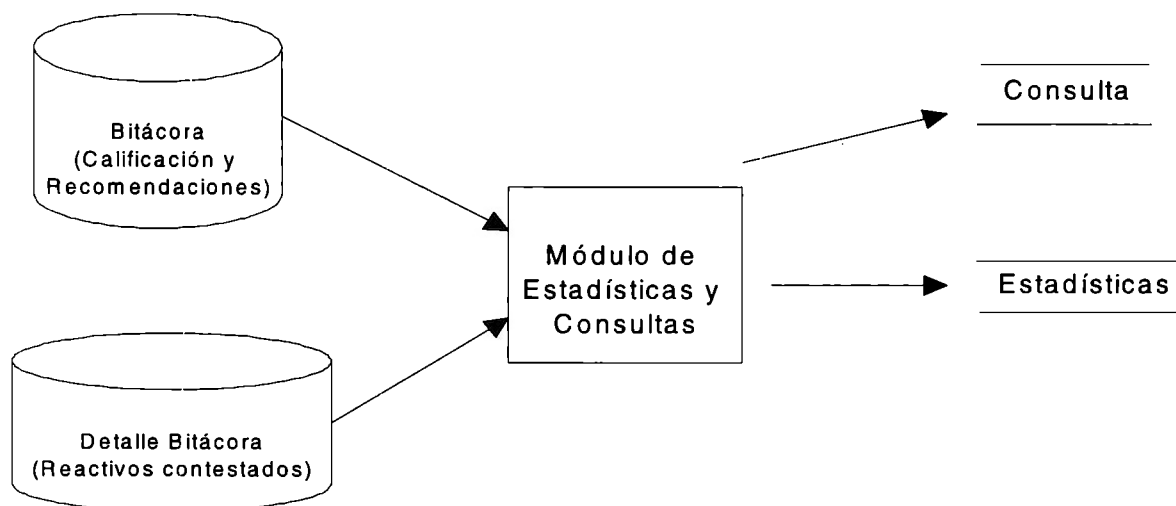 Bitácora
(Calificación y
Recomendaciones)
Consulta
Módulo de
Estadísticas y
Consultas
Estadísticas
Detalle Bitácora
(Reactivos contestados)